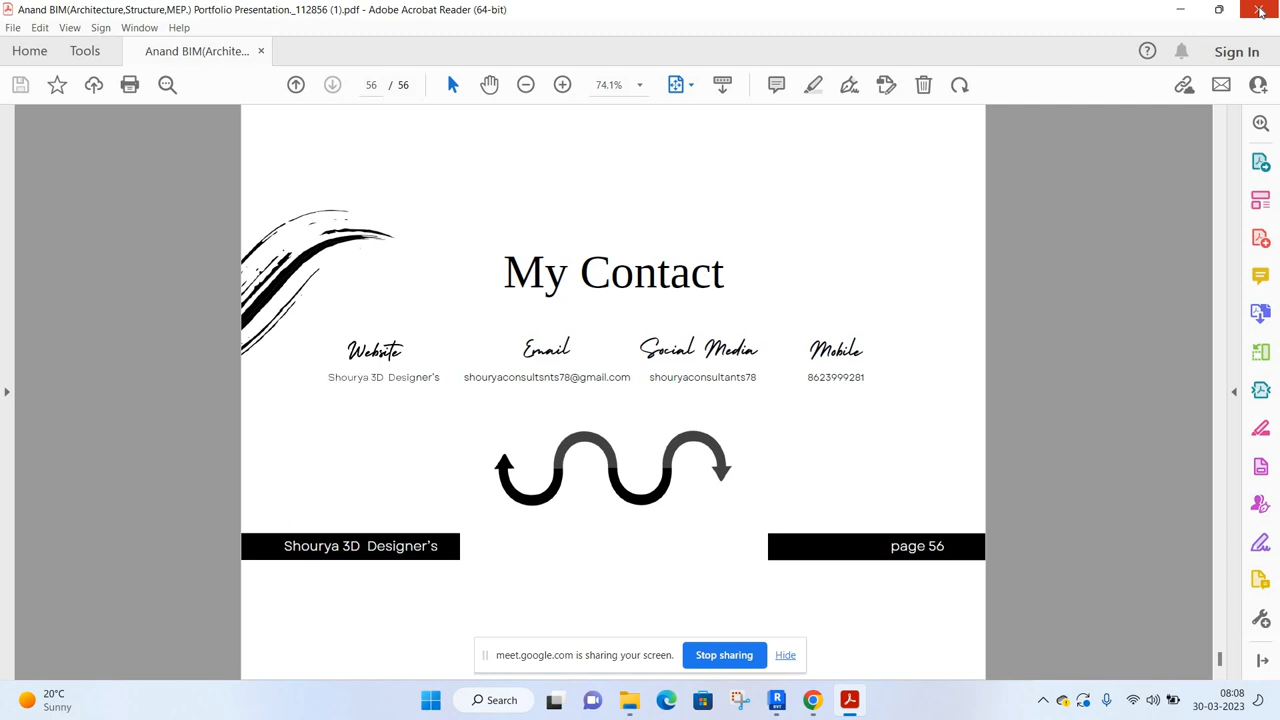 Anand BIM(Architecture,Structure,MEP.) Portfolio Presentation._112856 (1).pdf - Adobe Acrobat Reader (64-bit)
File Edit View Sign Window Help
Home Tools Anand BIM(Archite... × Sign In
56 / 56 74.1%
My Contact
Website Email Social Media Mobile
Shourya 3D Designer's shouryaconsultsnts78@gmail.com shouryaconsultants78 8623999281
Shourya 3D Designer's page 56
meet.google.com is sharing your screen. Stop sharing Hide
20°C
Sunny
Search
08:08
30-03-2023